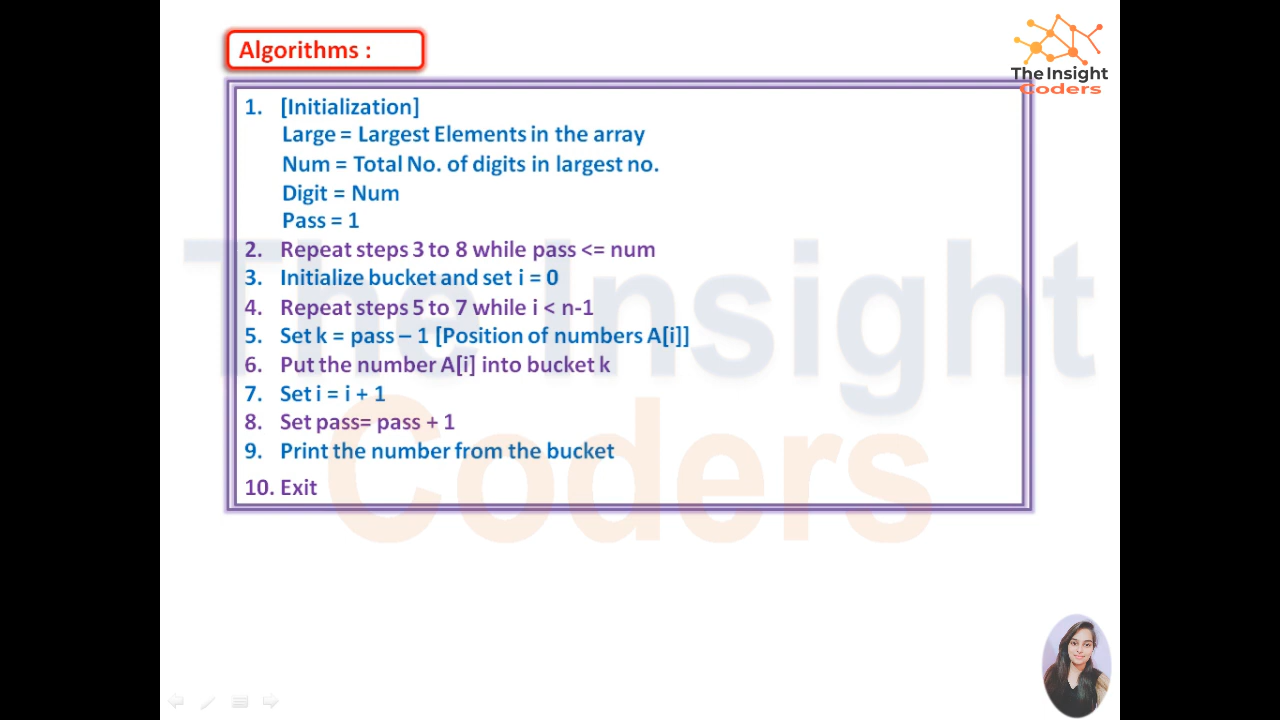 Algorithms :
The Insight
Coders
1. [Initialization]
Large = Largest Elements in the array
Num = Total No. of digits in largest no.
Digit = Num
Pass = 1
2. Repeat steps 3 to 8 while pass <= num
3. Initialize bucket and set i = 0
4. Repeat steps 5 to 7 while i < n-1
5. Set k = pass – 1 [Position of numbers A[i]]
6. Put the number A[i] into bucket k
7. Set i = i + 1
8. Set pass= pass + 1
9. Print the number from the bucket
10. Exit
The Insight
Coders